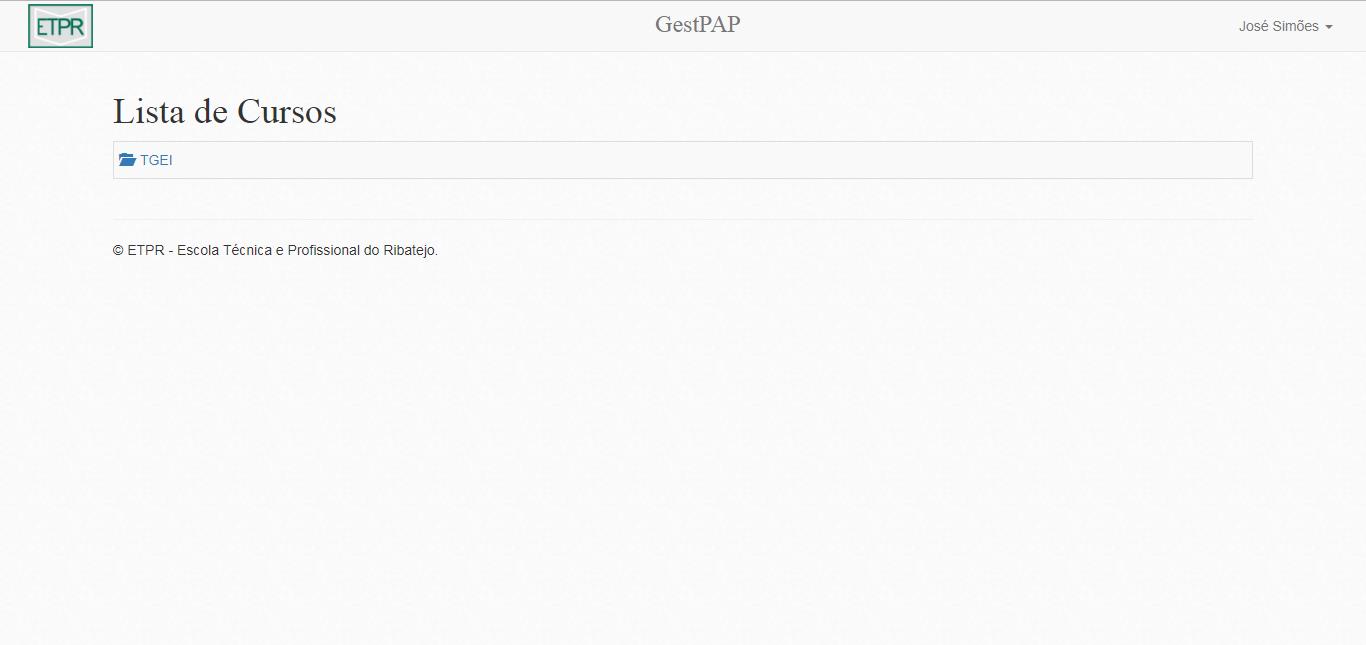 ETPR
GestPAP
José Simões
Lista de Cursos
TGEI
© ETPR - Escola Técnica e Profissional do Ribatejo.